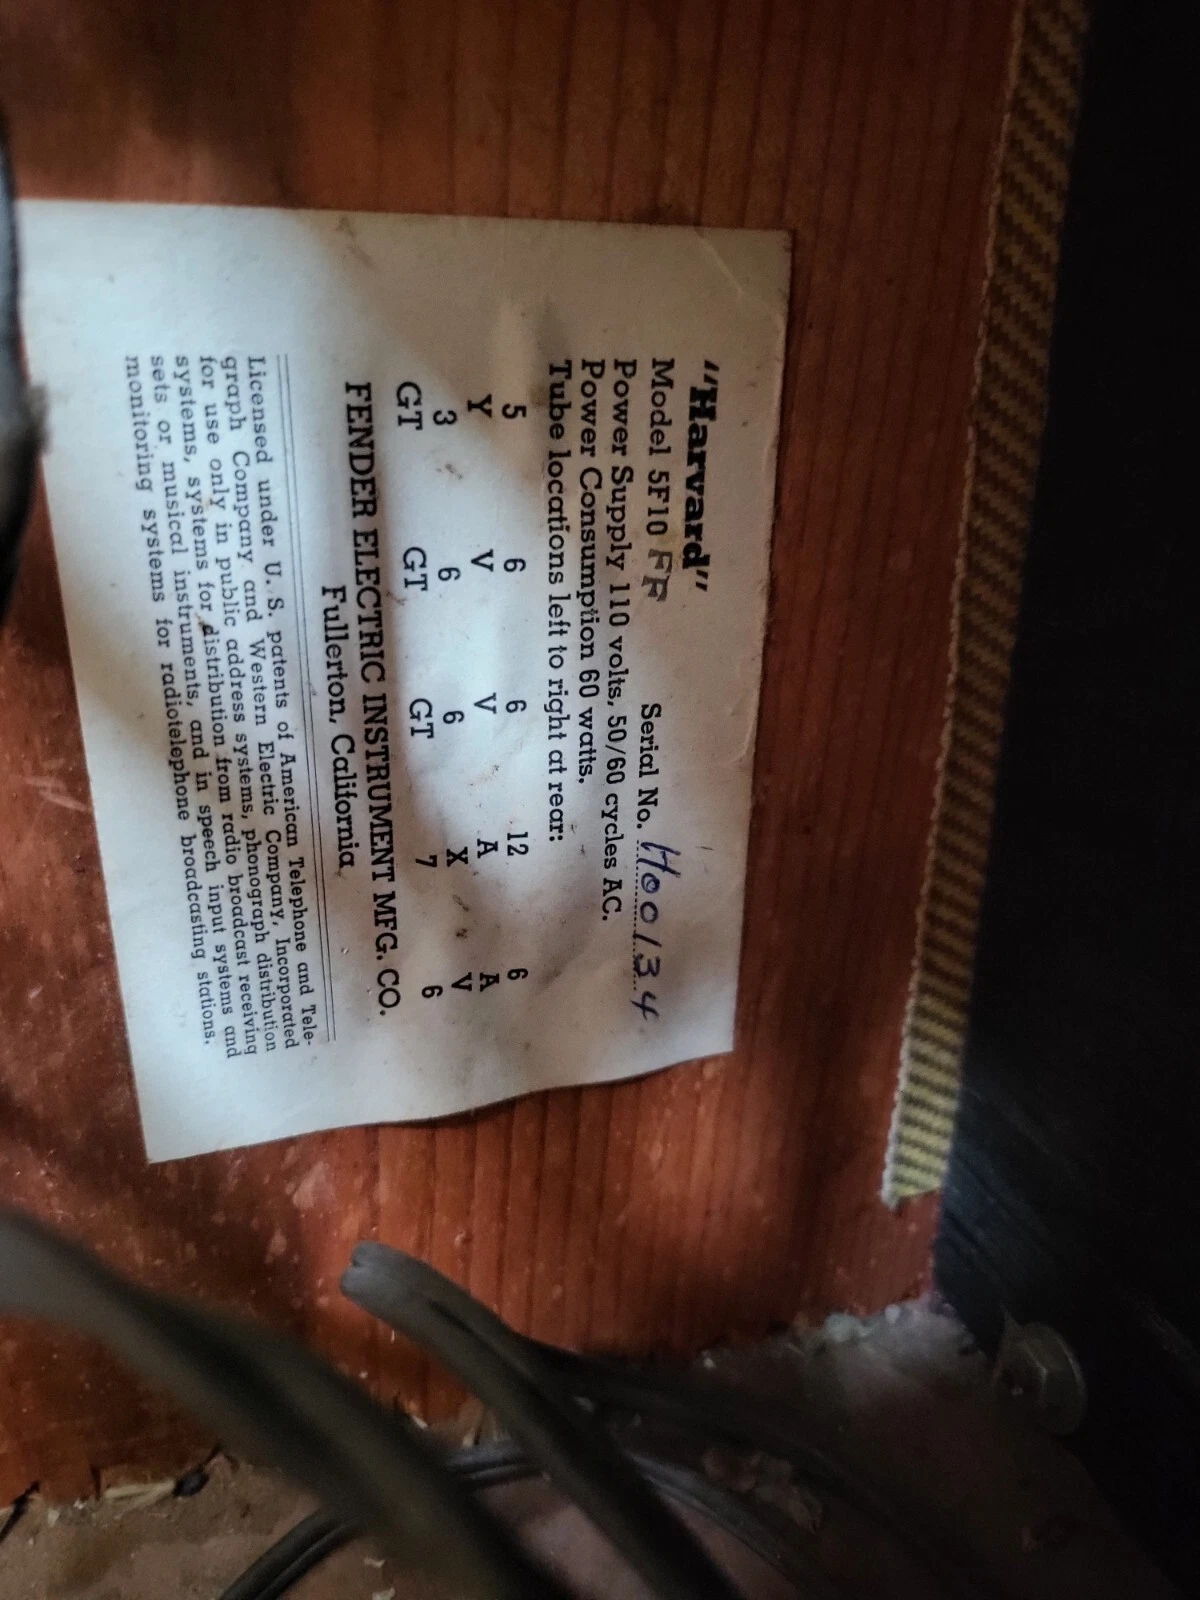 "Harvard"
Model 5F10 FF Serial No. H00134
Power Supply 110 volts, 50/60 cycles AC.
Power Consumption 60 watts.
Tube locations left to right at rear:
5 6 6 12 6
Y V V A A
3 6 6 X V
GT GT GT 7 6
FENDER ELECTRIC INSTRUMENT MFG. CO.
Fullerton, California
Licensed under U. S. patents of American Telephone and Tele-
graph Company and Western Electric Company, Incorporated
for use only in public address systems, phonograph distribution
systems, systems for distribution from radio broadcast receiving
sets or musical instruments, and in speech input systems and
monitoring systems for radiotelephone broadcasting stations.